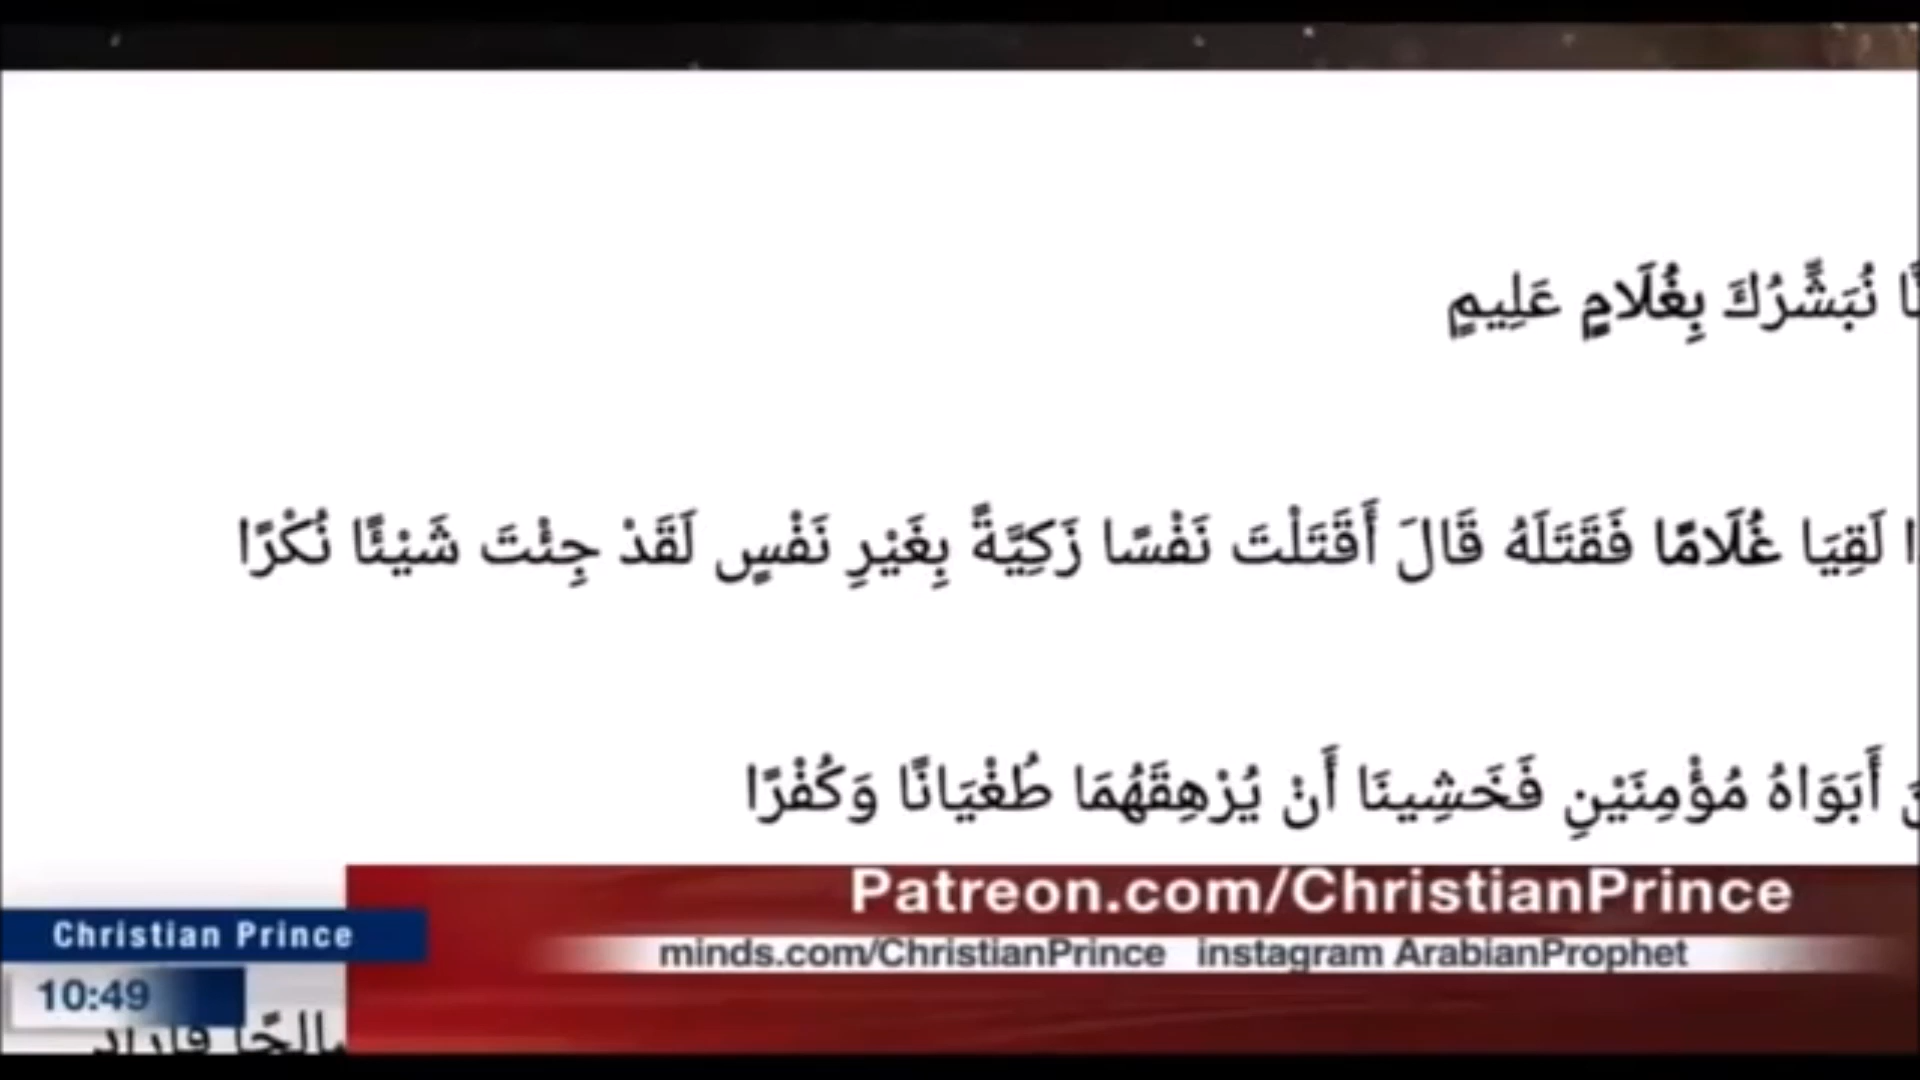 نُبَشِّرُكَ بِغُلَامٍ عَلِيمٍ
لَقِيَا غُلَامًا فَقَتَلَهُ قَالَ أَقَتَلْتَ نَفْسًا زَكِيَّةً بِغَيْرِ نَفْسٍ لَقَدْ جِئْتَ شَيْئًا نُكْرًا
أَبَوَاهُ مُؤْمِنَيْنِ فَخَشِينَا أَنْ يُرْهِقَهُمَا طُغْيَانًا وَكُفْرًا
Patreon.com/ChristianPrince
Christian Prince
minds.com/ChristianPrince instagram ArabianProphet
10:49